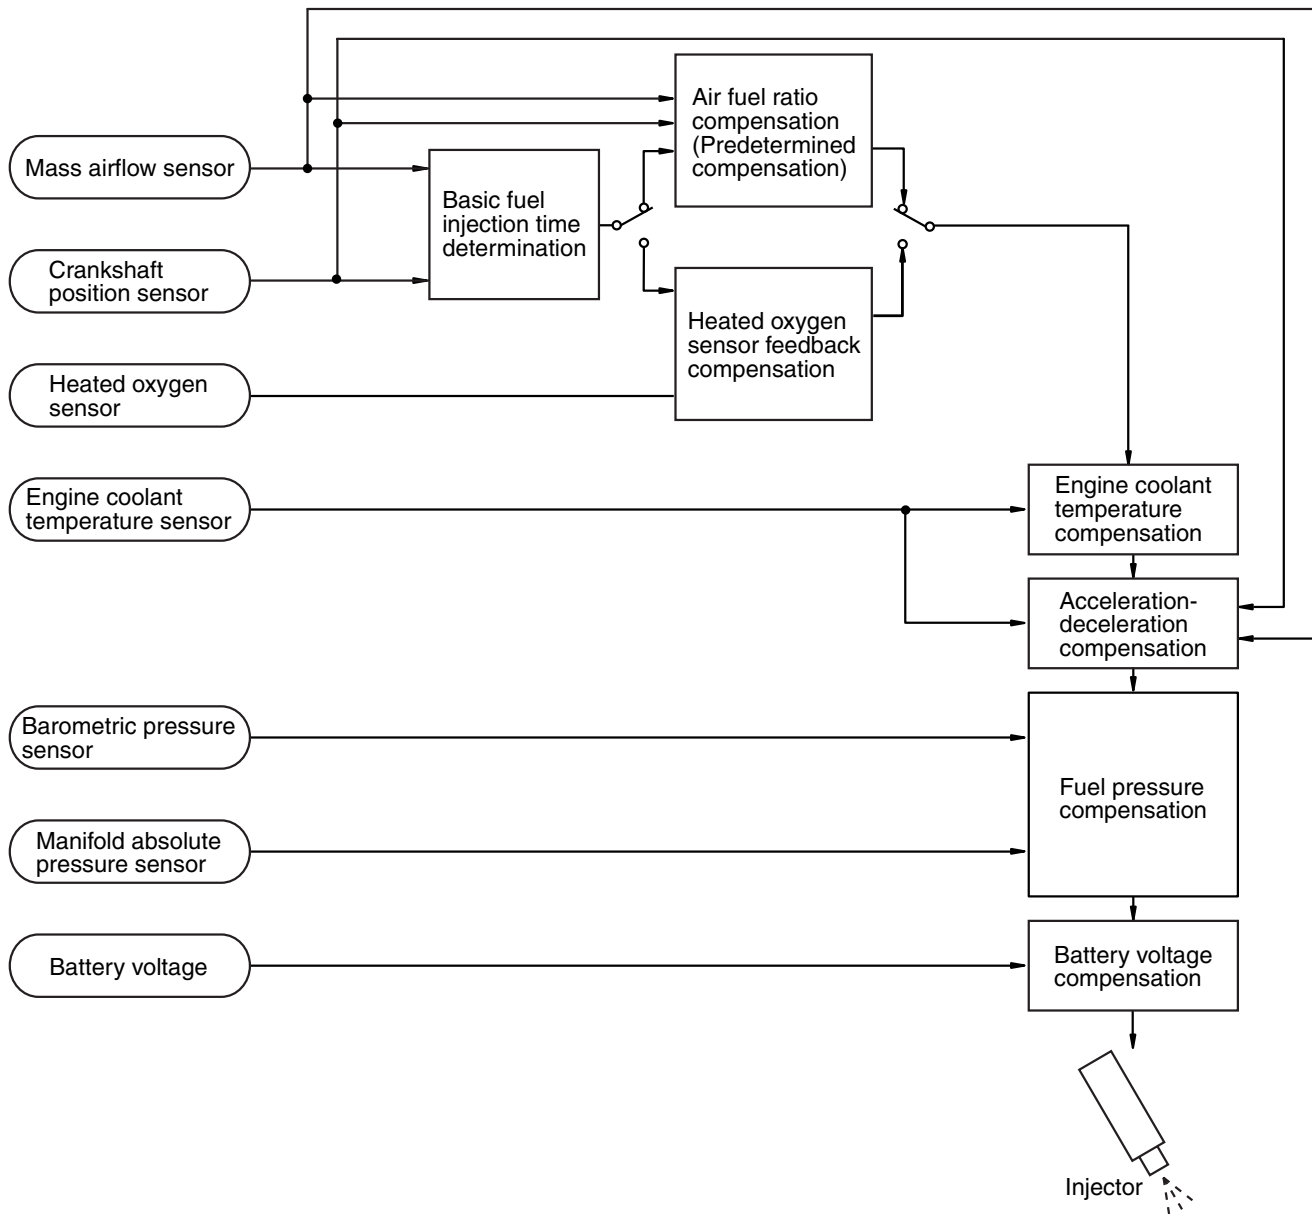 Air fuel ratio
compensation
(Predetermined
compensation)
Mass airflow sensor
Basic fuel
injection time
determination
Crankshaft
position sensor
Heated oxygen
sensor feedback
compensation
Heated oxygen
sensor
Engine coolant
temperature sensor
Engine coolant
temperature
compensation
Acceleration-
deceleration
compensation
Barometric pressure
sensor
Fuel pressure
compensation
Manifold absolute
pressure sensor
Battery voltage
Battery voltage
compensation
Injector